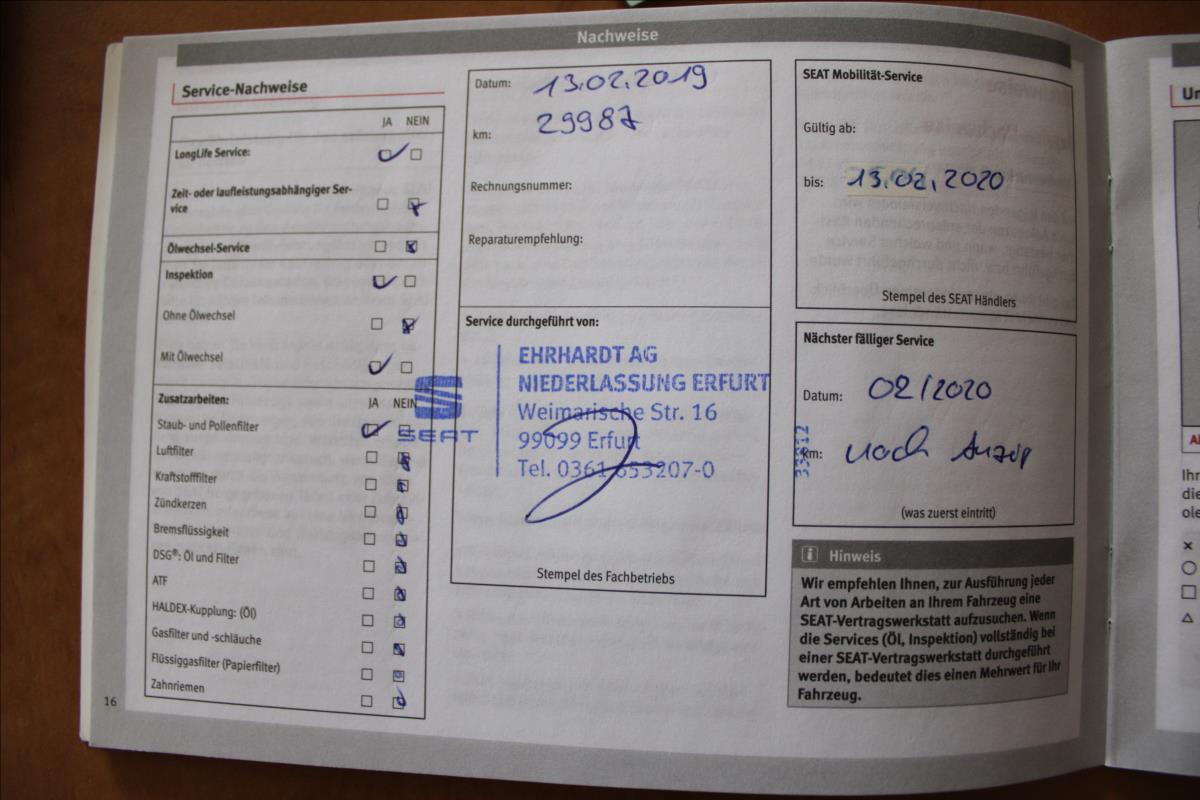 Nachweise
Service-Nachweise
JA NEIN
LongLife Service:
Zeit- oder laufleistungsabhängiger Ser-
vice
Ölwechsel-Service
Inspektion
Ohne Ölwechsel
Mit Ölwechsel
Zusatzarbeiten: JA NEIN
Staub- und Pollenfilter
Luftfilter
Kraftstofffilter
Zündkerzen
Bremsflüssigkeit
DSG®: Öl und Filter
ATF
HALDEX-Kupplung: (Öl)
Gasfilter und -schläuche
Flüssiggasfilter (Papierfilter)
Zahnriemen
16
Datum: 13.02.2019
km: 29987
Rechnungsnummer:
Reparaturempfehlung:
Service durchgeführt von:
SEAT
EHRHARDT AG
NIEDERLASSUNG ERFURT
Weimarische Str. 16
99099 Erfurt
Tel. 0361-653207-0
Stempel des Fachbetriebs
SEAT Mobilität-Service
Gültig ab:
bis: 13.02.2020
Stempel des SEAT Händlers
Nächster fälliger Service
Datum: 02/2020
km: nach
33812
(was zuerst eintritt)
i Hinweis
Wir empfehlen Ihnen, zur Ausführung jeder
Art von Arbeiten an Ihrem Fahrzeug eine
SEAT-Vertragswerkstatt aufzusuchen. Wenn
die Services (Öl, Inspektion) vollständig bei
einer SEAT-Vertragswerkstatt durchgeführt
werden, bedeutet dies einen Mehrwert für Ihr
Fahrzeug.
Ihr
die